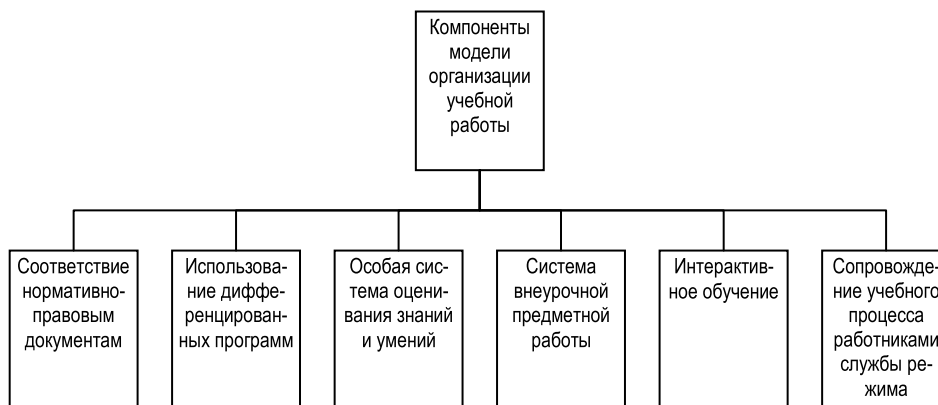 Компоненты
модели
организации
учебной
работы
Соответствие
нормативно-
правовым
документам
Использова-
ние диффе-
ренцирован-
ных программ
Особая сис-
тема оцени-
вания знаний
и умений
Система
внеурочной
предметной
работы
Интерактив-
ное обучение
Сопровожде-
ние учебного
процесса
работниками
службы ре-
жима